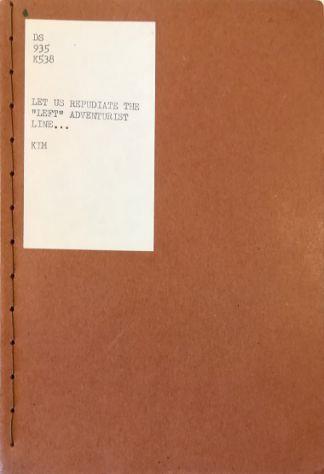 DS
935
K538
LET US REPUDIATE THE
"LEFT" ADVENTURIST
LINE...
KIM